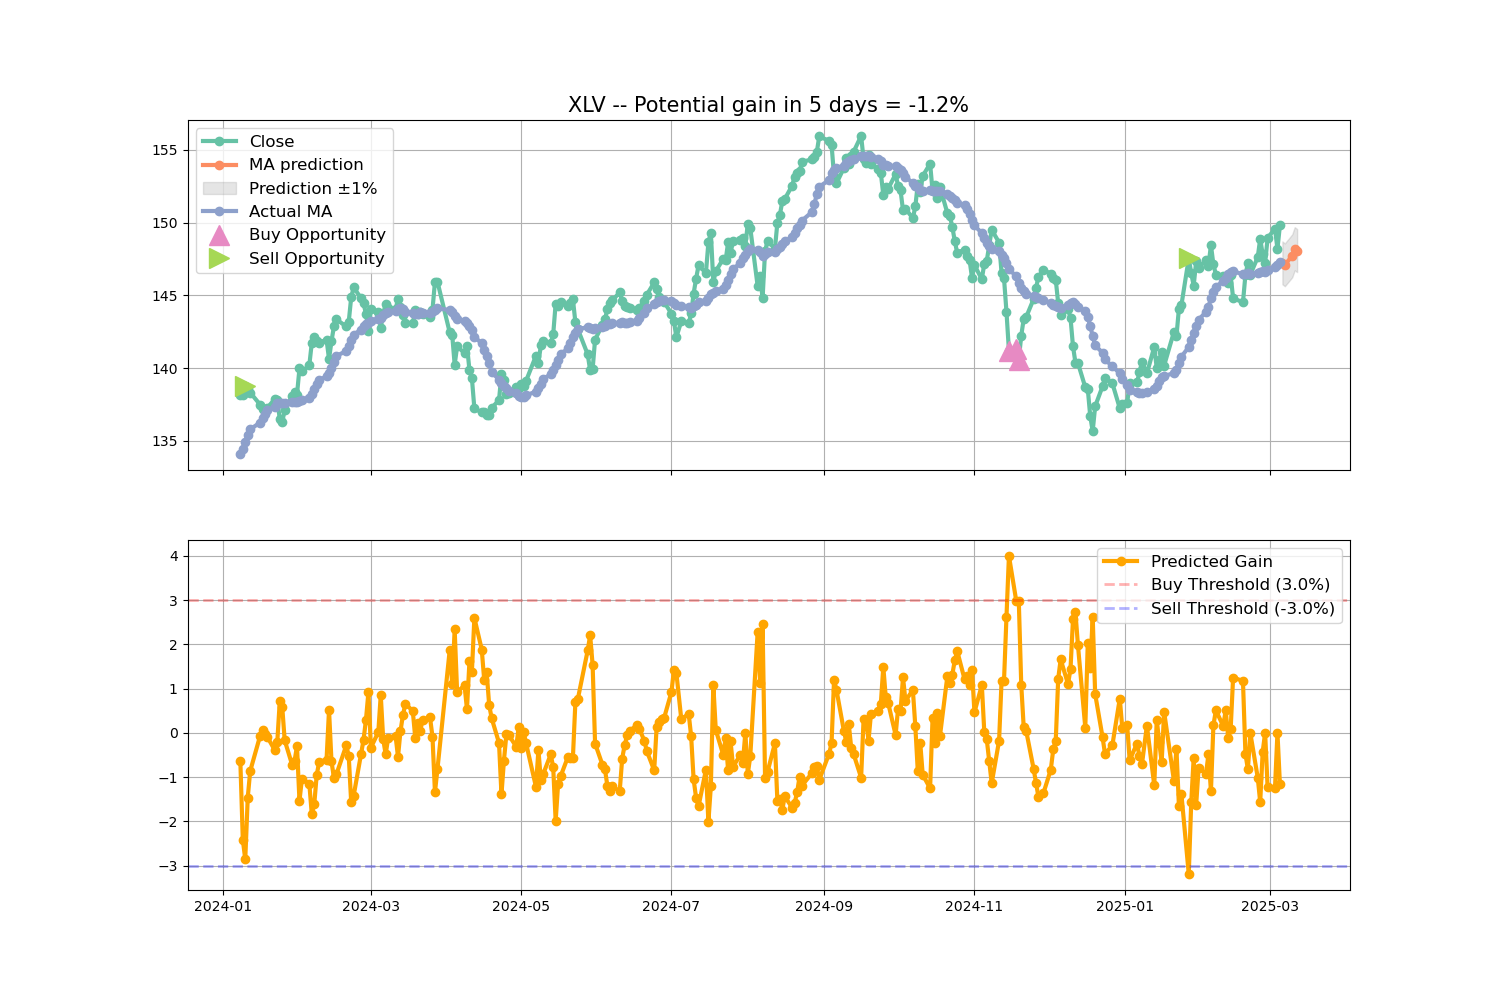 XLV -- Potential gain in 5 days = -1.2%
Close
MA prediction
Prediction ±1%
Actual MA
Buy Opportunity
Sell Opportunity
155
150
145
140
135
Predicted Gain
Buy Threshold (3.0%)
Sell Threshold (-3.0%)
4
3
2
1
0
−1
−2
−3
2024-01 2024-03 2024-05 2024-07 2024-09 2024-11 2025-01 2025-03